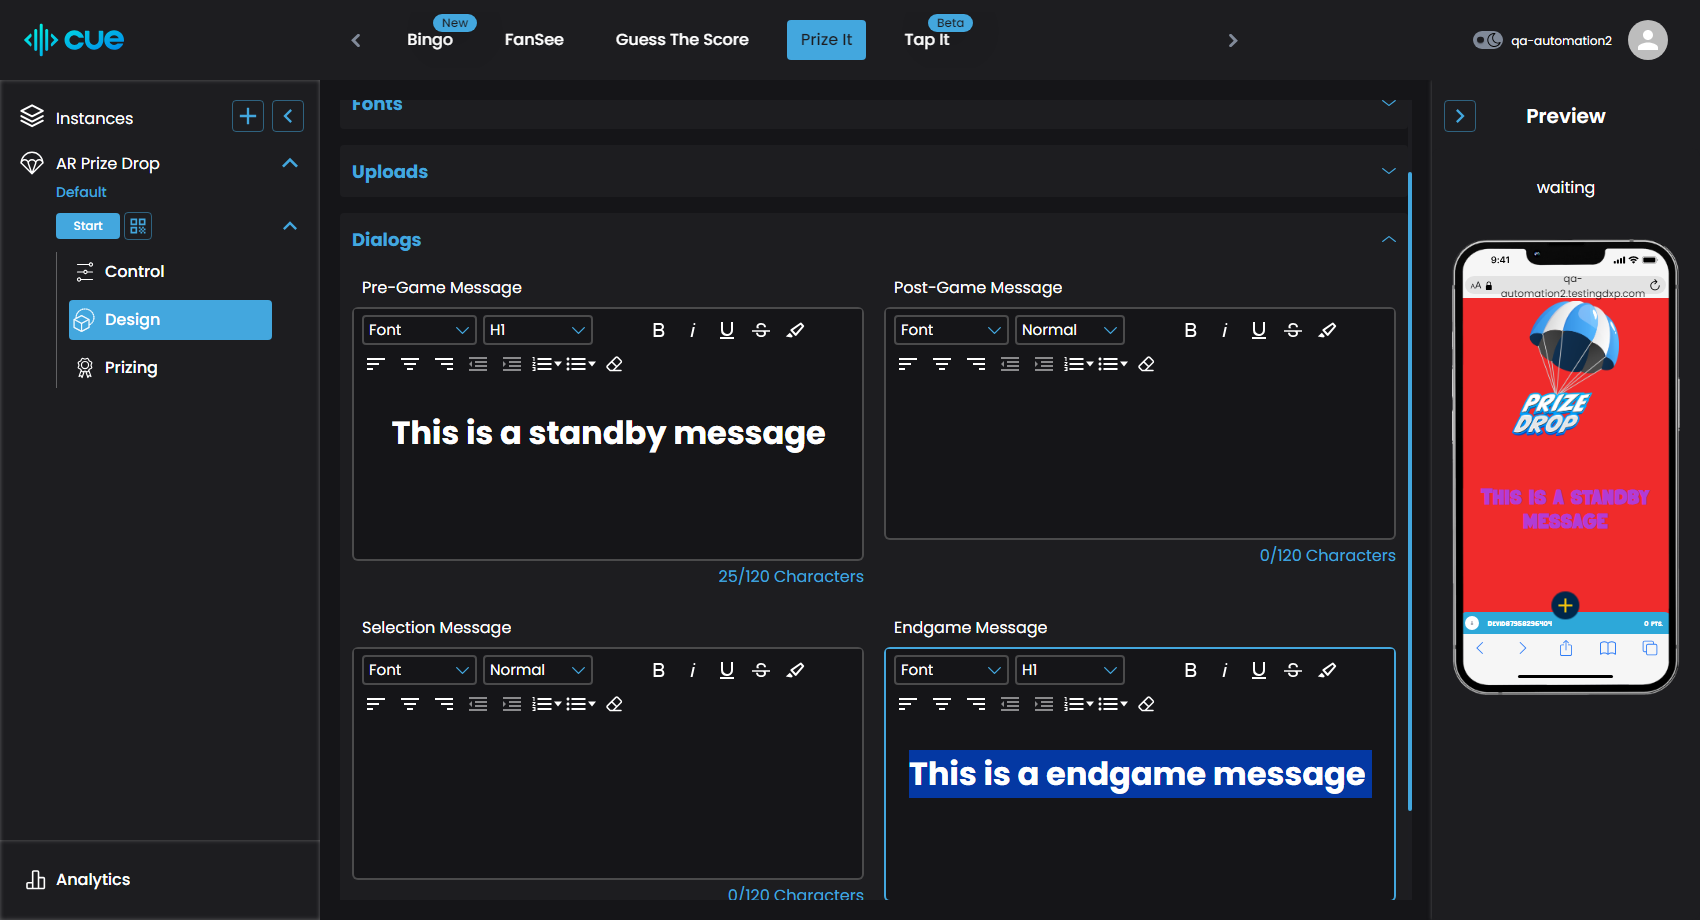 cue
Bingo
New
FanSee
Guess The Score
Prize It
Tap It
Beta
qa-automation2
Instances
AR Prize Drop
Default
Start
Control
Design
Prizing
Analytics
Fonts
Uploads
Dialogs
Pre-Game Message
Font
H1
B i U S
This is a standby message
25/120 Characters
Post-Game Message
Font
Normal
B i U S
0/120 Characters
Selection Message
Font
Normal
B i U S
0/120 Characters
Endgame Message
Font
H1
B i U S
This is a endgame message
Preview
waiting
9:41
AA
qa-
automation2.testingdxp.com
PRIZE
DROP
This is a standby
message
0 PTS.